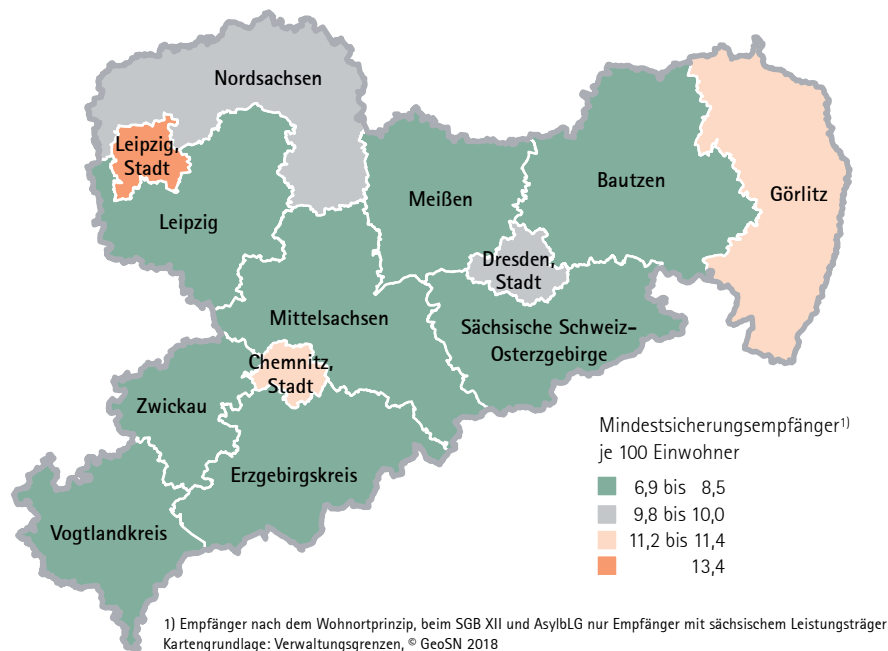 Nordsachsen
Leipzig,
Stadt
Leipzig
Meißen
Bautzen
Görlitz
Dresden,
Stadt
Mittelsachsen
Sächsische Schweiz-
Osterzgebirge
Chemnitz,
Stadt
Zwickau
Erzgebirgskreis
Vogtlandkreis
Mindestsicherungsempfänger1)
je 100 Einwohner
6,9 bis 8,5
9,8 bis 10,0
11,2 bis 11,4
13,4
1) Empfänger nach dem Wohnortprinzip, beim SGB XII und AsylbLG nur Empfänger mit sächsischem Leistungsträger
Kartengrundlage: Verwaltungsgrenzen, © GeoSN 2018